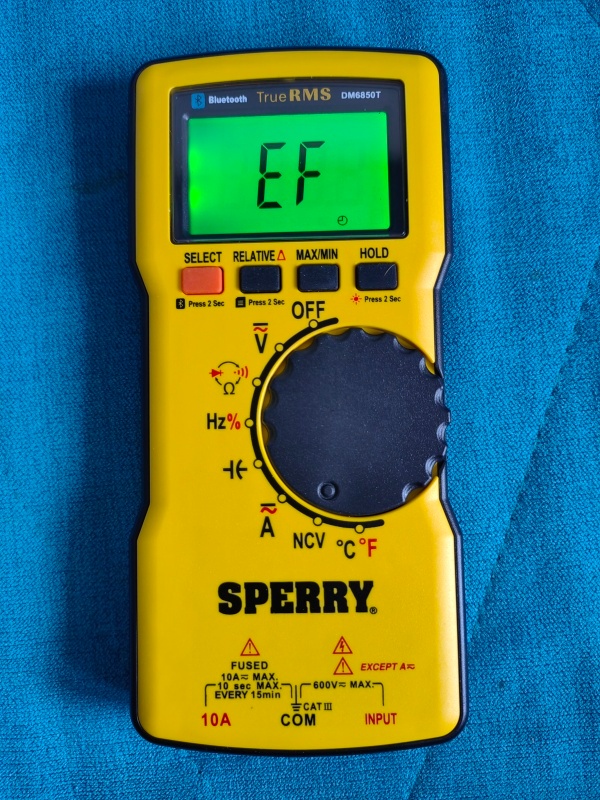 Bluetooth TrueRMS DM6850T
EF
SELECT RELATIVE Δ MAX/MIN HOLD
Press 2 Sec Press 2 Sec Press 2 Sec
OFF
V
Ω
Hz%
A
NCV
°C°F
SPERRY®
FUSED
10A MAX.
10 sec MAX.
EVERY 15min
EXCEPT A
600V MAX.
CAT III
10A COM INPUT